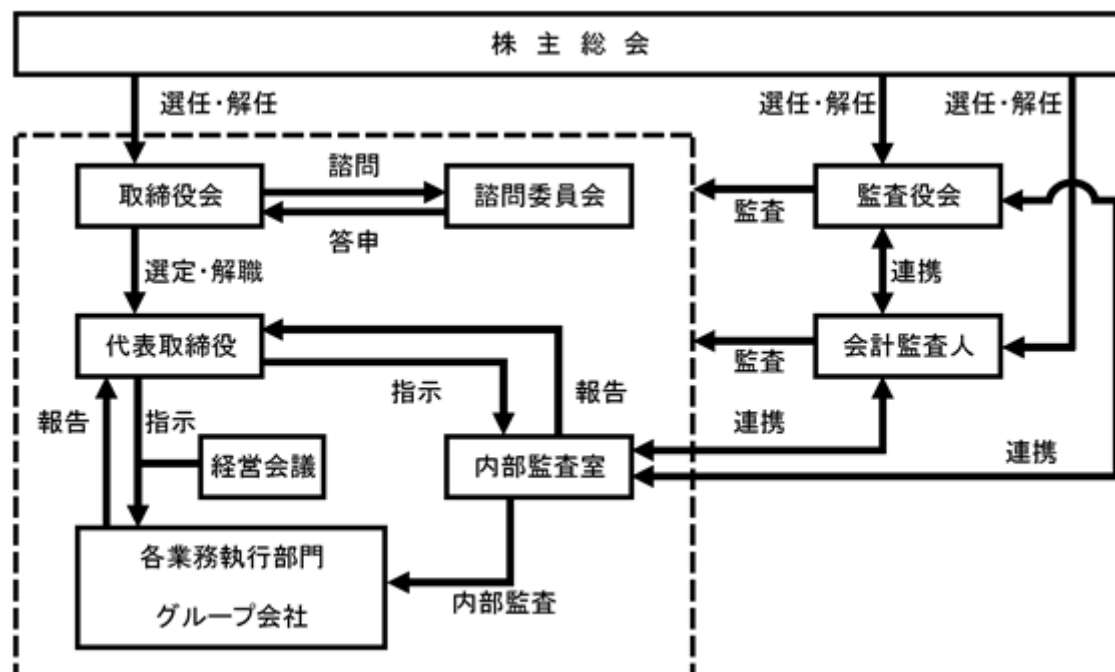 株主総会
選任・解任
選任・解任
選任・解任
取締役会
諮問
諮問委員会
答申
監査
監査役会
選定・解職
連携
代表取締役
監査
会計監査人
報告
指示
指示
報告
連携
経営会議
内部監査室
連携
各業務執行部門
グループ会社
内部監査